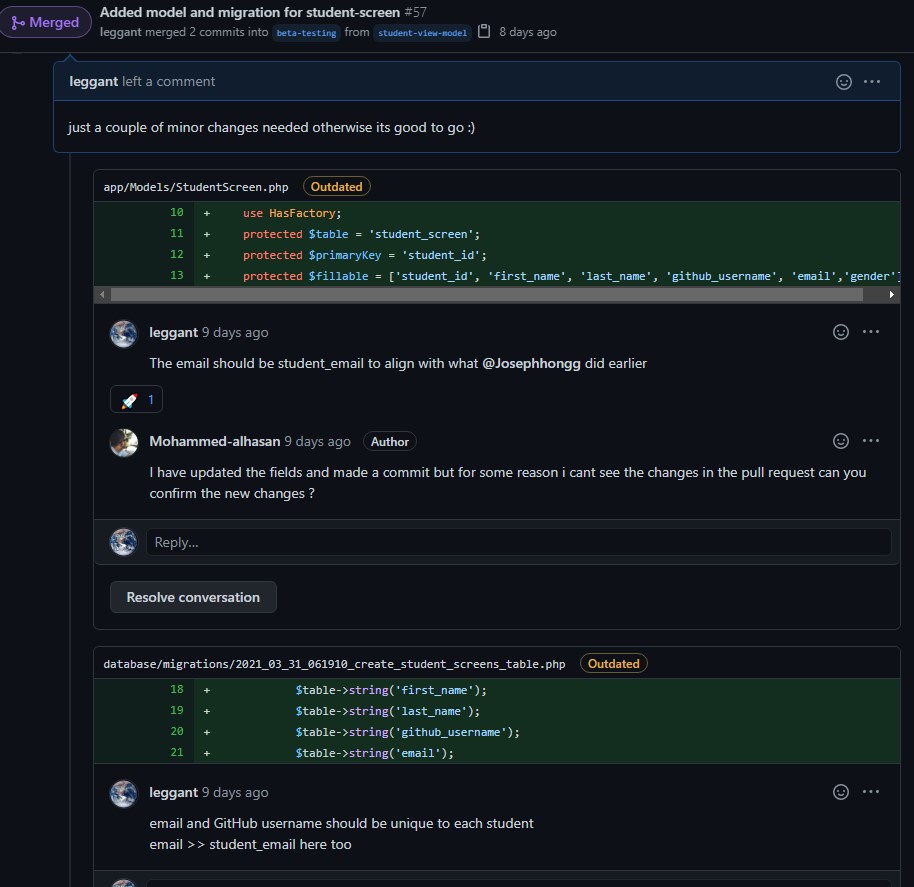 Merged
Added model and migration for student-screen #57
leggant merged 2 commits into beta-testing from student-view-model 8 days ago
leggant left a comment
just a couple of minor changes needed otherwise its good to go :)
app/Models/StudentScreen.php Outdated
10 + use HasFactory;
11 + protected $table = 'student_screen';
12 + protected $primaryKey = 'student_id';
13 + protected $fillable = ['student_id', 'first_name', 'last_name', 'github_username', 'email','gender']
leggant 9 days ago
The email should be student_email to align with what @Josephhongg did earlier
1
Mohammed-alhasan 9 days ago Author
I have updated the fields and made a commit but for some reason i cant see the changes in the pull request can you
confirm the new changes ?
Reply...
Resolve conversation
database/migrations/2021_03_31_061910_create_student_screens_table.php Outdated
18 + $table->string('first_name');
19 + $table->string('last_name');
20 + $table->string('github_username');
21 + $table->string('email');
leggant 9 days ago
email and GitHub username should be unique to each student
email >> student_email here too